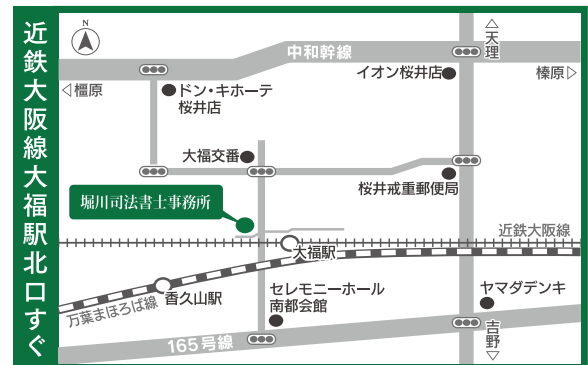 近鉄大阪線大福駅北口すぐ
N
中和幹線
△天理
イオン桜井店
榛原▷
◁橿原
ドン・キホーテ
桜井店
大福交番
桜井戒重郵便局
堀川司法書士事務所
近鉄大阪線
大福駅
香久山駅
万葉まほろば線
セレモニーホール
南都会館
ヤマダデンキ
165号線
吉野▽